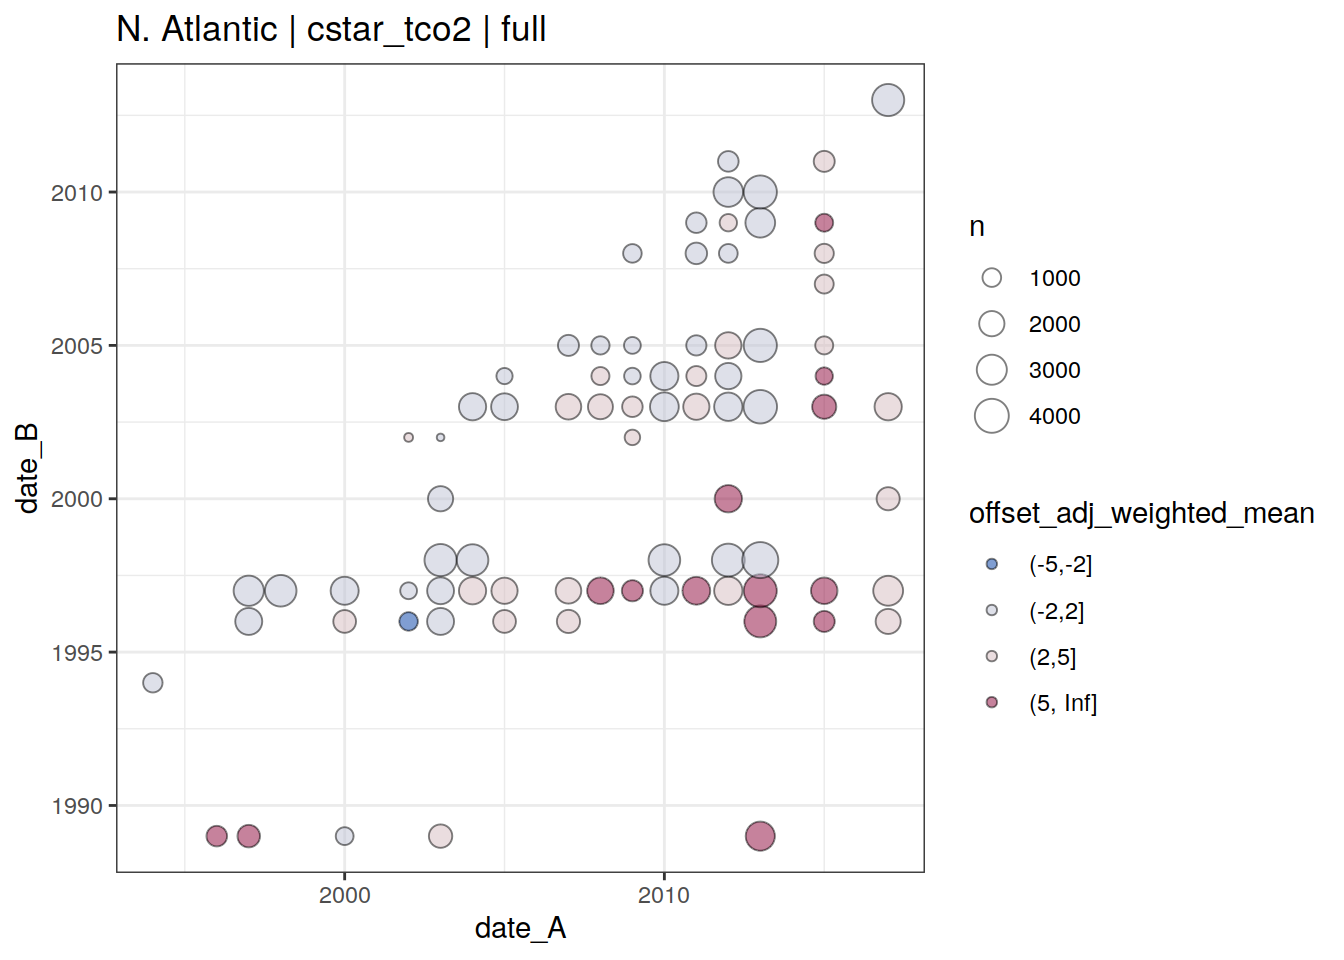 N. Atlantic | cstar_tco2 | full
date_B
2010
2005
2000
1995
1990
2000
2010
date_A
n
1000
2000
3000
4000
offset_adj_weighted_mean
(-5,-2]
(-2,2]
(2,5]
(5, Inf]